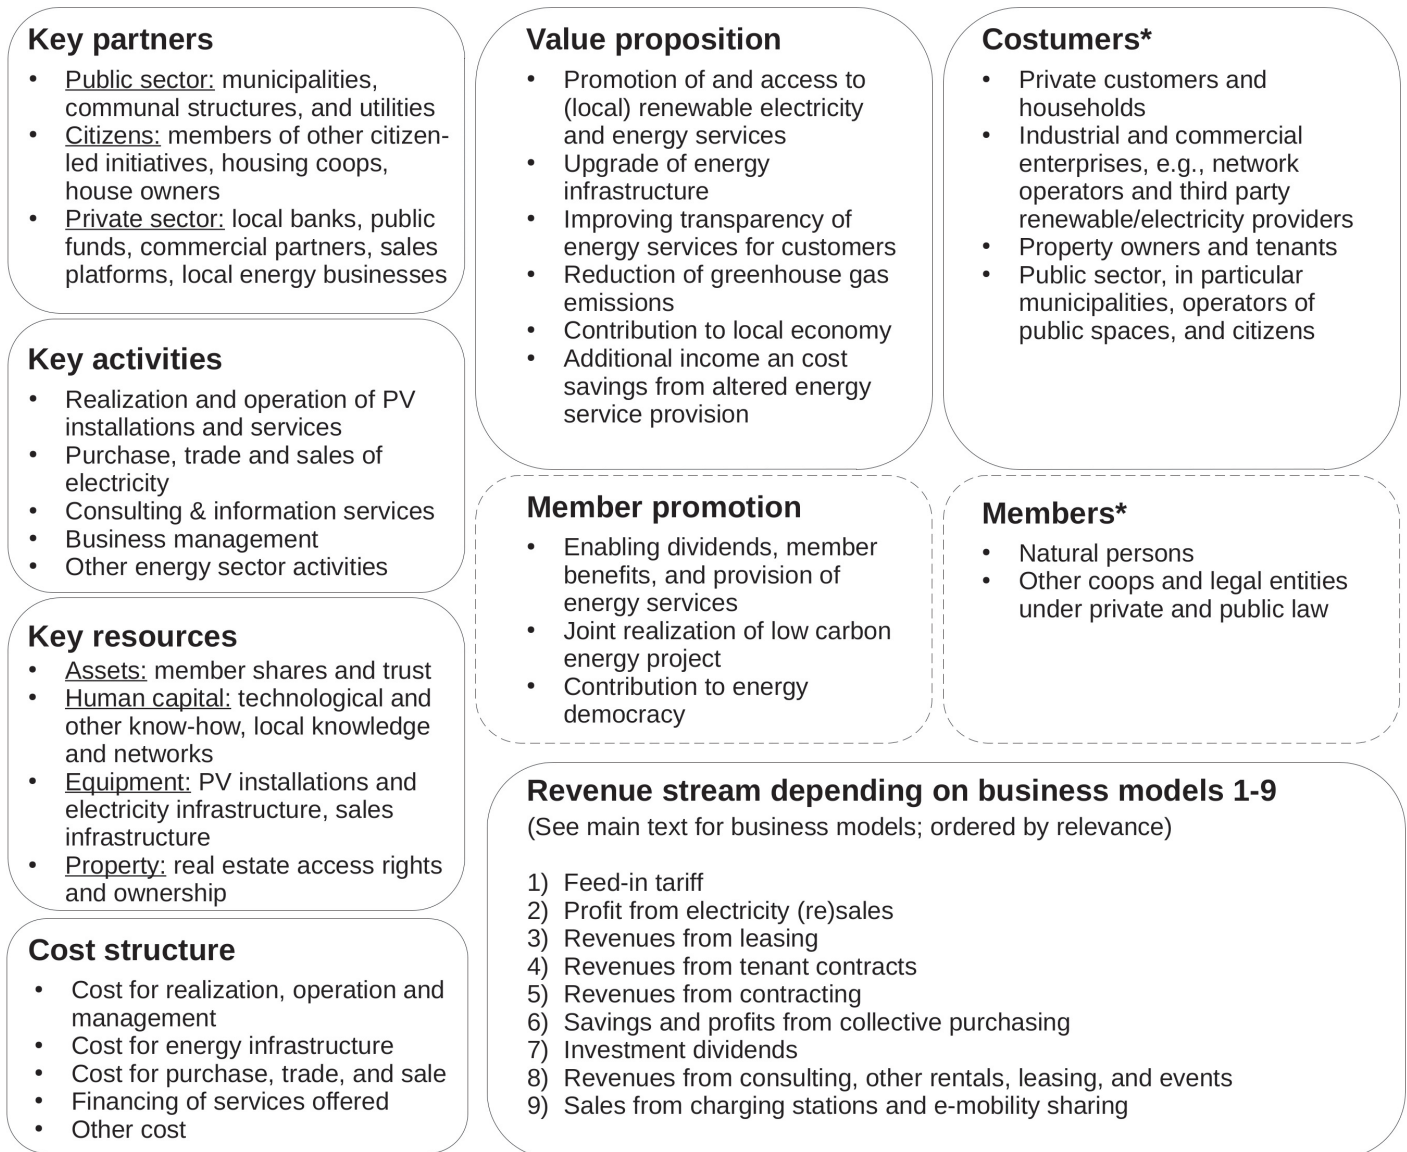 Key partners
• Public sector: municipalities,
communal structures, and utilities
• Citizens: members of other citizen-
led initiatives, housing coops,
house owners
• Private sector: local banks, public
funds, commercial partners, sales
platforms, local energy businesses
Key activities
• Realization and operation of PV
installations and services
• Purchase, trade and sales of
electricity
• Consulting & information services
• Business management
• Other energy sector activities
Key resources
• Assets: member shares and trust
• Human capital: technological and
other know-how, local knowledge
and networks
• Equipment: PV installations and
electricity infrastructure, sales
infrastructure
• Property: real estate access rights
and ownership
Cost structure
• Cost for realization, operation and
management
• Cost for energy infrastructure
• Cost for purchase, trade, and sale
• Financing of services offered
• Other cost
Value proposition
• Promotion of and access to
(local) renewable electricity
and energy services
• Upgrade of energy
infrastructure
• Improving transparency of
energy services for customers
• Reduction of greenhouse gas
emissions
• Contribution to local economy
• Additional income an cost
savings from altered energy
service provision
Member promotion
• Enabling dividends, member
benefits, and provision of
energy services
• Joint realization of low carbon
energy project
• Contribution to energy
democracy
Costumers*
• Private customers and
households
• Industrial and commercial
enterprises, e.g., network
operators and third party
renewable/electricity providers
• Property owners and tenants
• Public sector, in particular
municipalities, operators of
public spaces, and citizens
Members*
• Natural persons
• Other coops and legal entities
under private and public law
Revenue stream depending on business models 1-9
(See main text for business models; ordered by relevance)
1) Feed-in tariff
2) Profit from electricity (re)sales
3) Revenues from leasing
4) Revenues from tenant contracts
5) Revenues from contracting
6) Savings and profits from collective purchasing
7) Investment dividends
8) Revenues from consulting, other rentals, leasing, and events
9) Sales from charging stations and e-mobility sharing